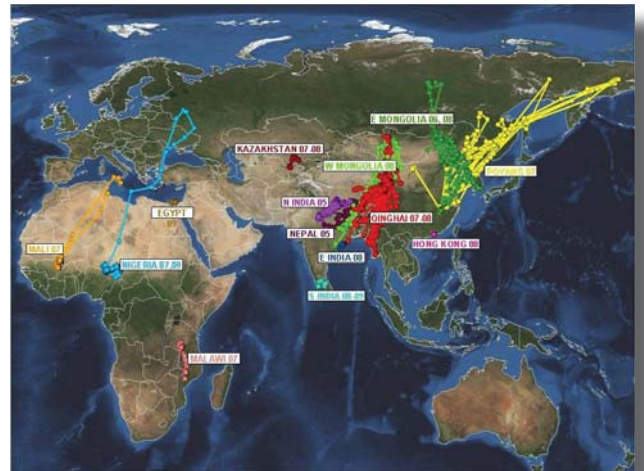 E MONGOLIA 06, 08
KAZAKHSTAN 07-08
W MONGOLIA 08
POYANG 07
N INDIA 05
EGYPT
QINGHAI 07-08
NEPAL 05
HONG KONG 08
MALI 07
E INDIA 08
NIGERIA 07,08
S INDIA 08-09
MALAWI 07